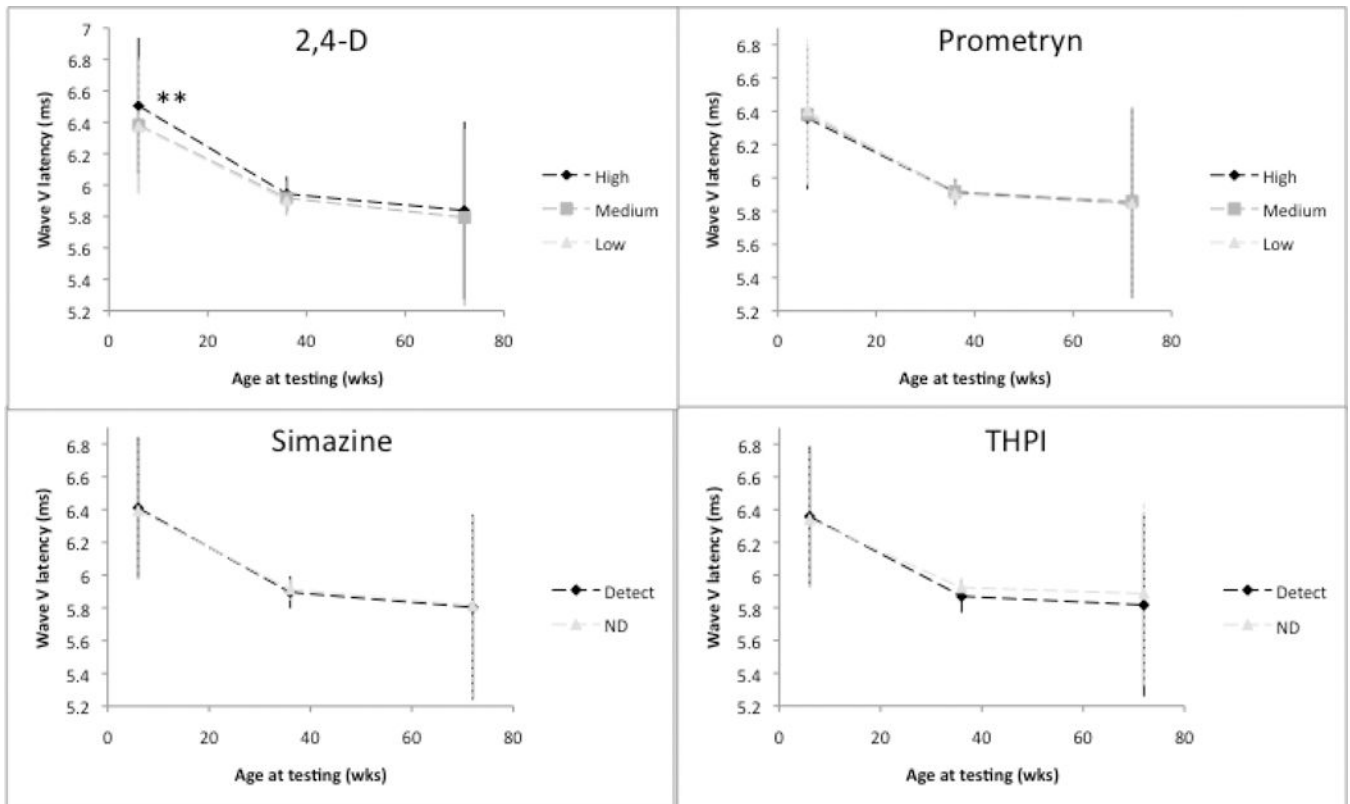 2,4-D
**
Wave V latency (ms)
7
6.8
6.6
6.4
6.2
6
5.8
5.6
5.4
5.2
0 20 40 60 80
Age at testing (wks)
High
Medium
Low
Prometryn
Wave V latency (ms)
6.8
6.6
6.4
6.2
6
5.8
5.6
5.4
5.2
0 20 40 60 80
Age at testing (wks)
High
Medium
Low
Simazine
Wave V latency (ms)
6.8
6.6
6.4
6.2
6
5.8
5.6
5.4
5.2
0 20 40 60 80
Age at testing (wks)
Detect
ND
THPI
Wave V latency (ms)
6.8
6.6
6.4
6.2
6
5.8
5.6
5.4
5.2
0 20 40 60 80
Age at testing (wks)
Detect
ND